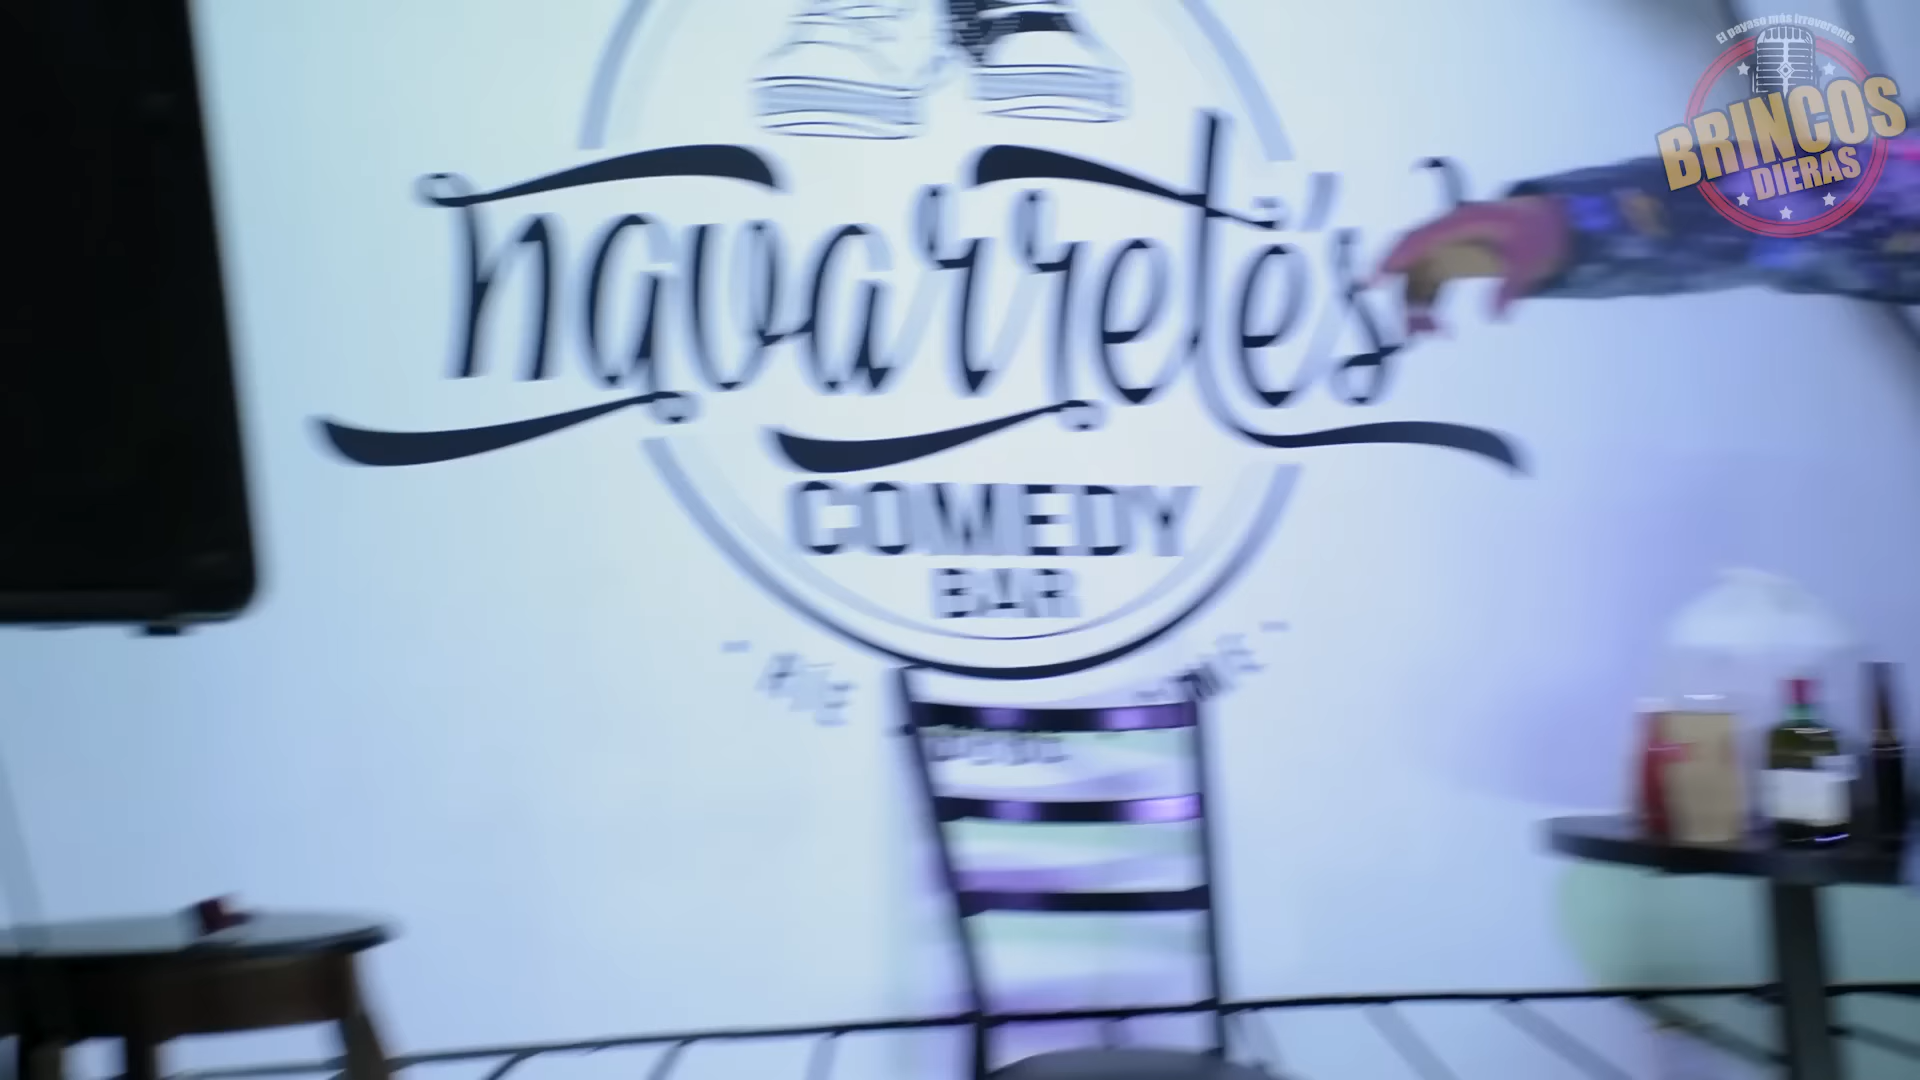 El payaso más irreverente
BRINCOS
DIERAS
navarrete's
COMEDY
BAR